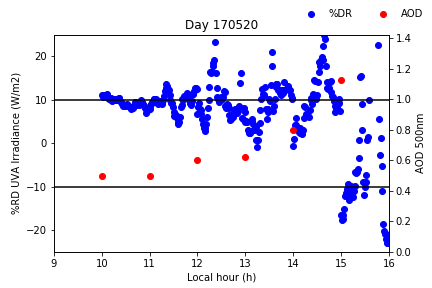 %DR AOD
Day 170520
%RD UVA Irradiance (W/m2)
20
10
0
−10
−20
1.4
1.2
1.0
0.8
0.6
0.4
0.2
0.0
AOD 500nm
9 10 11 12 13 14 15 16
Local hour (h)